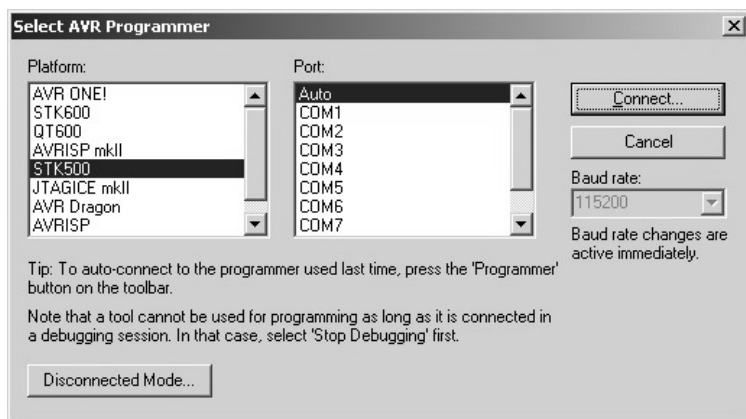 Select AVR Programmer
Platform:
AVR ONE!
STK600
QT600
AVRISP mkII
STK500
JTAGICE mkII
AVR Dragon
AVRISP
Port:
Auto
COM1
COM2
COM3
COM4
COM5
COM6
COM7
Connect...
Cancel
Baud rate:
115200
Baud rate changes are
active immediately.
Tip: To auto-connect to the programmer used last time, press the 'Programmer'
button on the toolbar.
Note that a tool cannot be used for programming as long as it is connected in
a debugging session. In that case, select 'Stop Debugging' first.
Disconnected Mode...